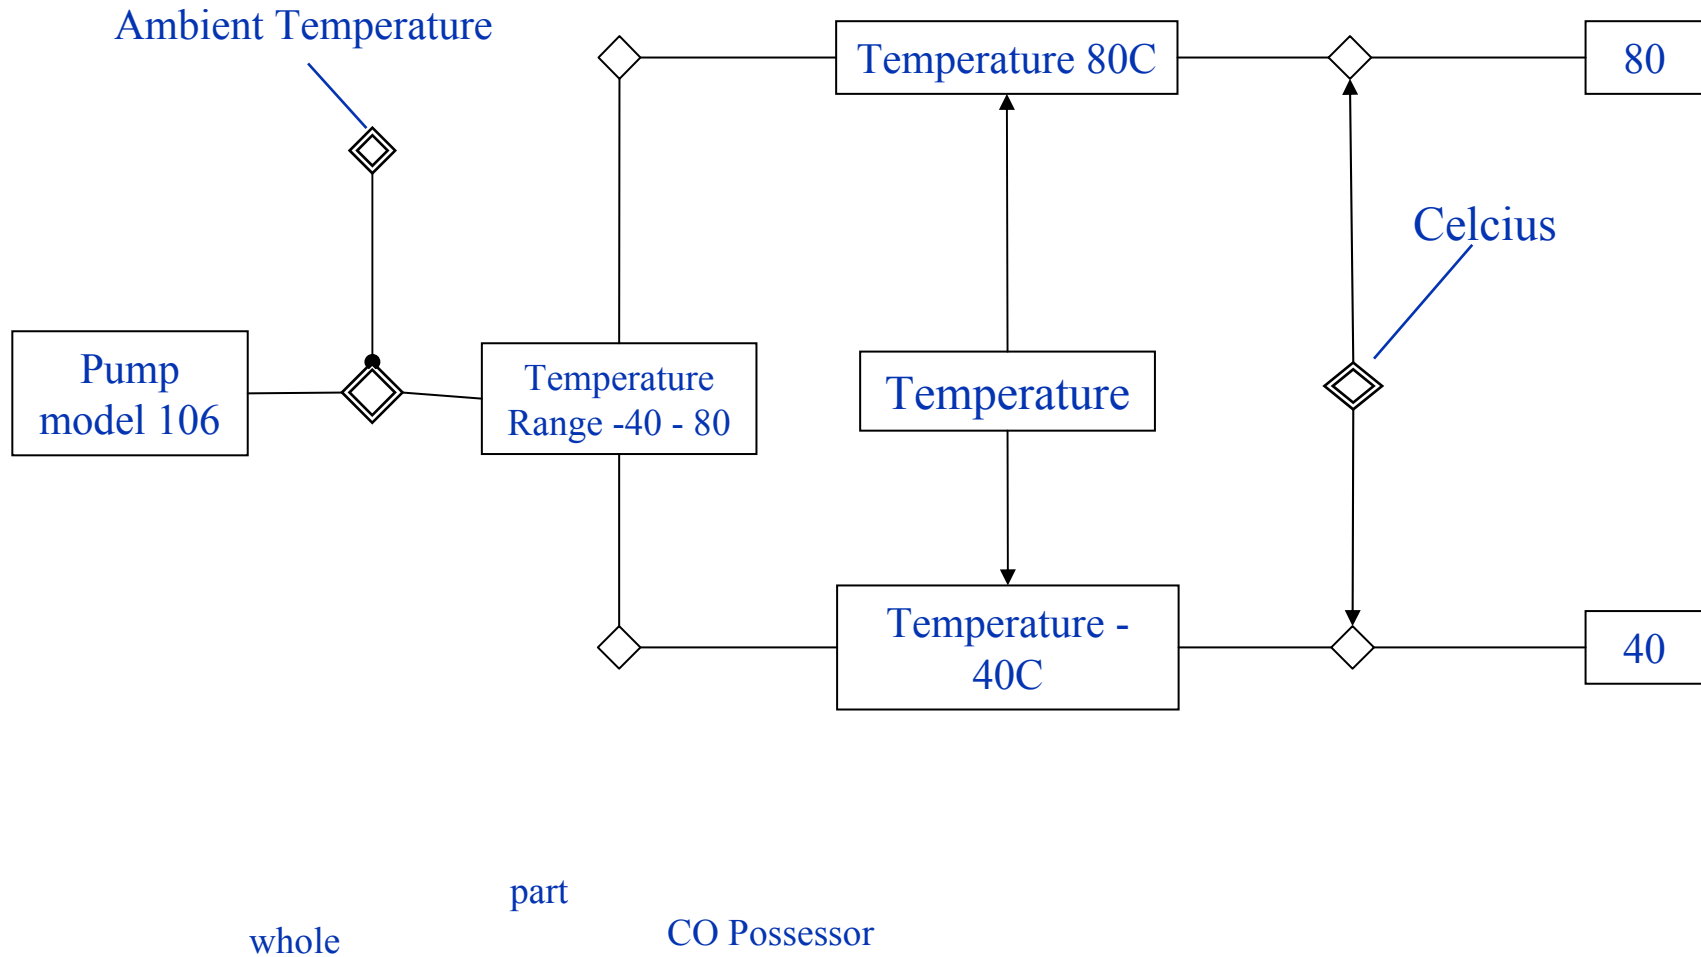 Ambient Temperature
Temperature 80C
80
Celcius
Pump
model 106
Temperature
Range -40 - 80
Temperature
Temperature -
40C
40
part
whole
CO Possessor